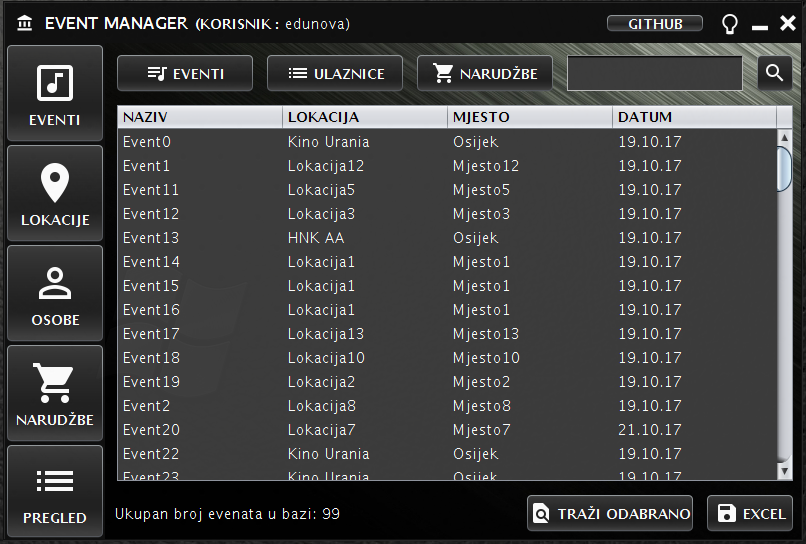 EVENT MANAGER (KORISNIK : edunova) GITHUB
EVENTI ULAZNICE NARUDŽBE
EVENTI
LOKACIJE
OSOBE
NARUDŽBE
PREGLED
NAZIV LOKACIJA MJESTO DATUM
Event0 Kino Urania Osijek 19.10.17
Event1 Lokacija12 Mjesto12 19.10.17
Event11 Lokacija5 Mjesto5 19.10.17
Event12 Lokacija3 Mjesto3 19.10.17
Event13 HNK AA Osijek 19.10.17
Event14 Lokacija1 Mjesto1 19.10.17
Event15 Lokacija1 Mjesto1 19.10.17
Event16 Lokacija1 Mjesto1 19.10.17
Event17 Lokacija13 Mjesto13 19.10.17
Event18 Lokacija10 Mjesto10 19.10.17
Event19 Lokacija2 Mjesto2 19.10.17
Event2 Lokacija8 Mjesto8 19.10.17
Event20 Lokacija7 Mjesto7 21.10.17
Event22 Kino Urania Osijek 19.10.17
Event23 Kino Urania Osijek 19.10.17
Ukupan broj evenata u bazi: 99 TRAŽI ODABRANO EXCEL